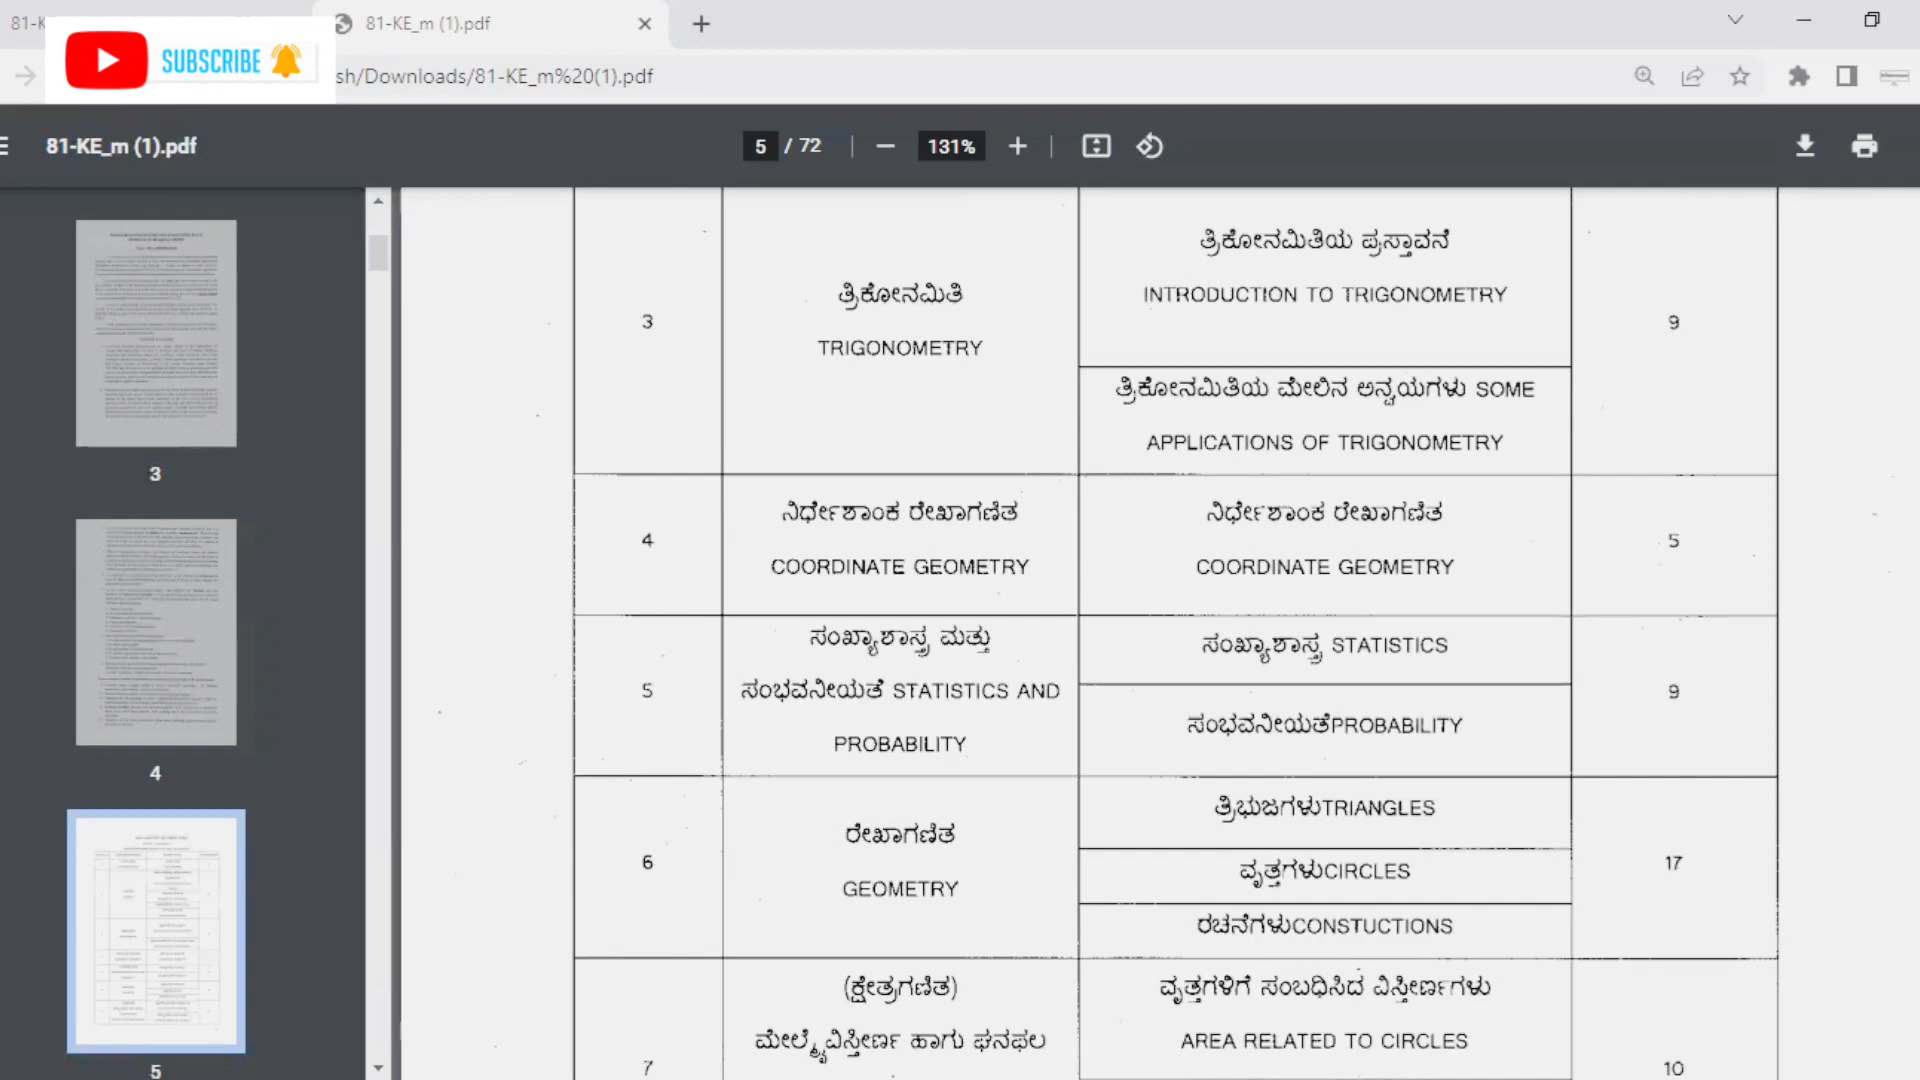 81-K
81-KE_m (1).pdf
SUBSCRIBE
sh/Downloads/81-KE_m%20(1).pdf
81-KE_m (1).pdf
5 / 72
131%
ತ್ರಿಕೋನಮಿತಿಯ ಪ್ರಸ್ತಾವನೆ
INTRODUCTION TO TRIGONOMETRY
3
ತ್ರಿಕೋನಮಿತಿ
TRIGONOMETRY
9
ತ್ರಿಕೋನಮಿತಿಯ ಮೇಲಿನ ಅನ್ವಯಗಳು SOME
APPLICATIONS OF TRIGONOMETRY
4
ನಿರ್ಧೇಶಾಂಕ ರೇಖಾಗಣಿತ
COORDINATE GEOMETRY
ನಿರ್ಧೇಶಾಂಕ ರೇಖಾಗಣಿತ
COORDINATE GEOMETRY
5
5
ಸಂಖ್ಯಾಶಾಸ್ತ್ರ ಮತ್ತು
ಸಂಭವನೀಯತೆ STATISTICS AND
PROBABILITY
ಸಂಖ್ಯಾಶಾಸ್ತ್ರ STATISTICS
ಸಂಭವನೀಯತೆPROBABILITY
9
6
ರೇಖಾಗಣಿತ
GEOMETRY
ತ್ರಿಭುಜಗಳುTRIANGLES
ವೃತ್ತಗಳುCIRCLES
ರಚನೆಗಳುCONSTUCTIONS
17
7
(ಕ್ಷೇತ್ರಗಣಿತ)
ಮೇಲ್ಮೈವಿಸ್ತೀರ್ಣ ಹಾಗು ಘನಫಲ
ವೃತ್ತಗಳಿಗೆ ಸಂಬಧಿಸಿದ ವಿಸ್ತೀರ್ಣಗಳು
AREA RELATED TO CIRCLES
10
3
4
5